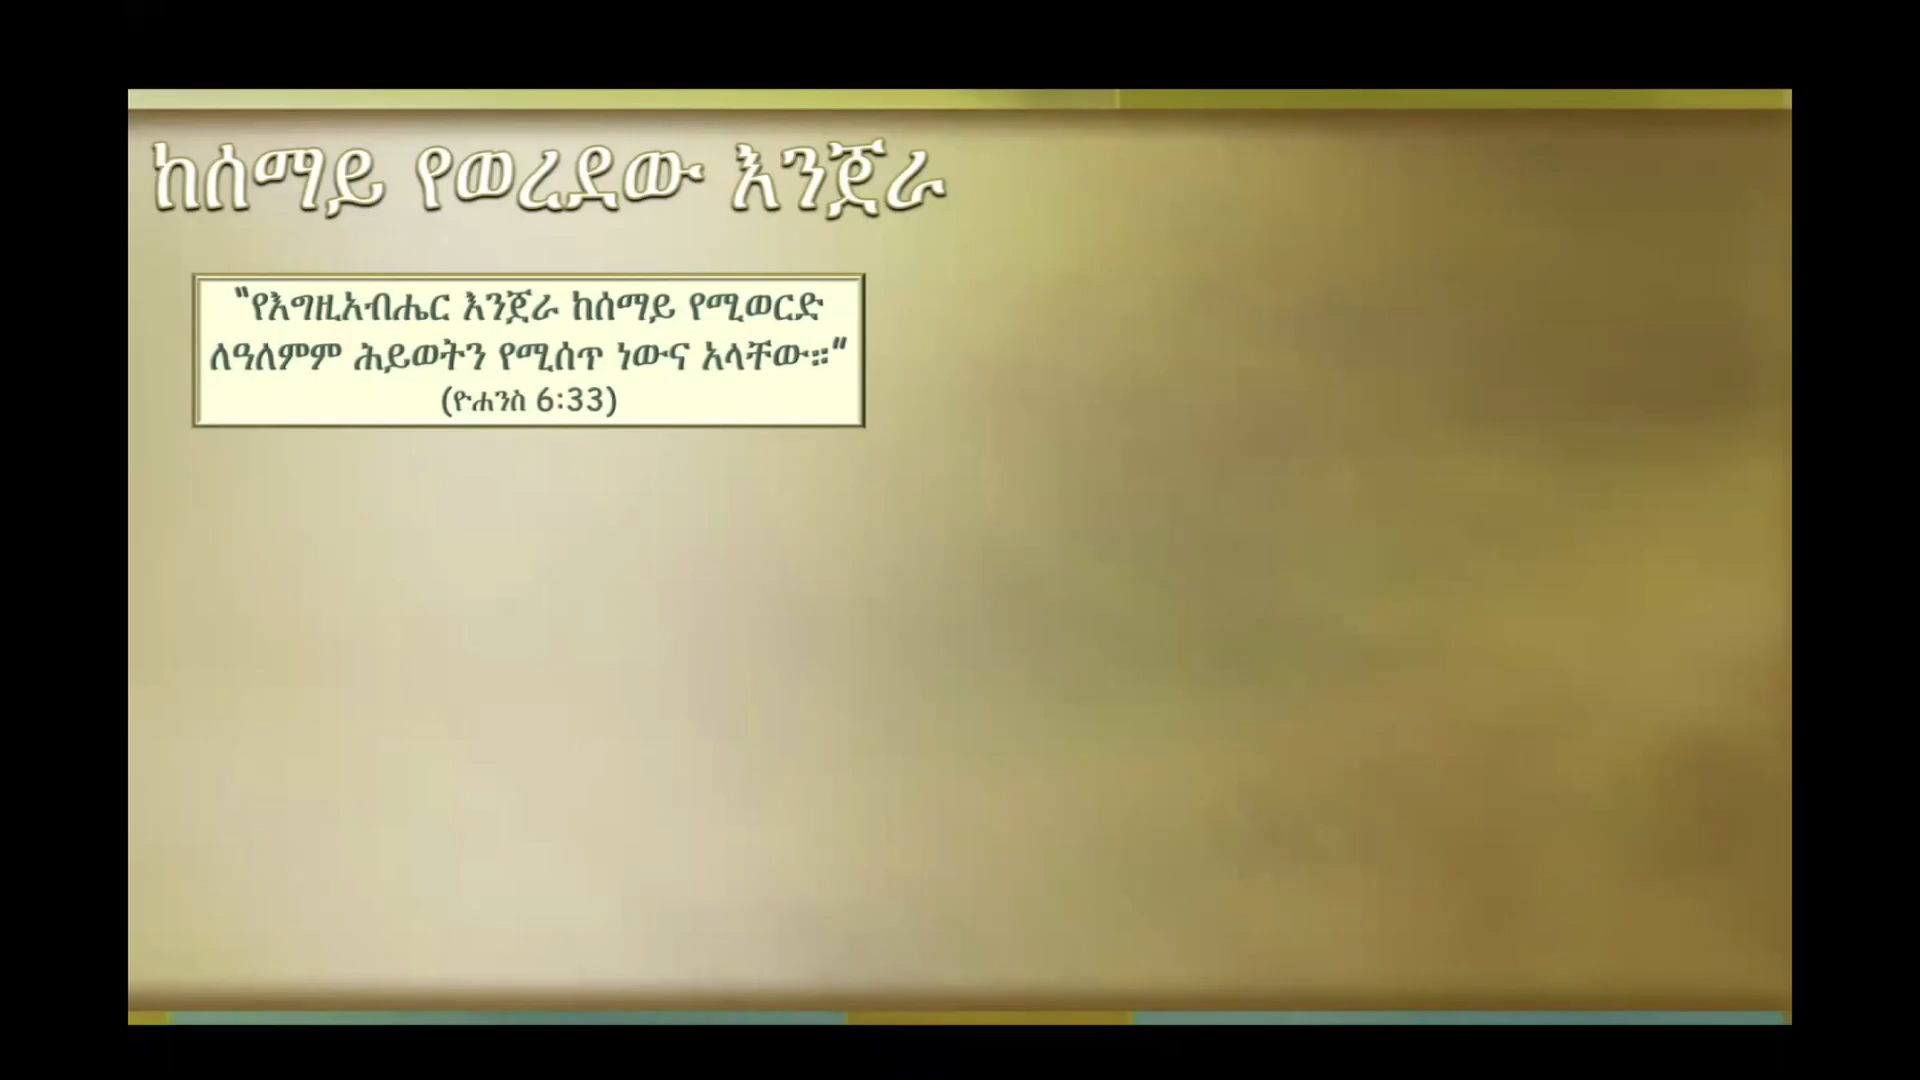 ከሰማይ የወረደው እንጀራ
"የእግዚአብሔር እንጀራ ከሰማይ የሚወርድ
ለዓለምም ሕይወትን የሚሰጥ ነውና አላቸው።"
(ዮሐንስ 6:33)